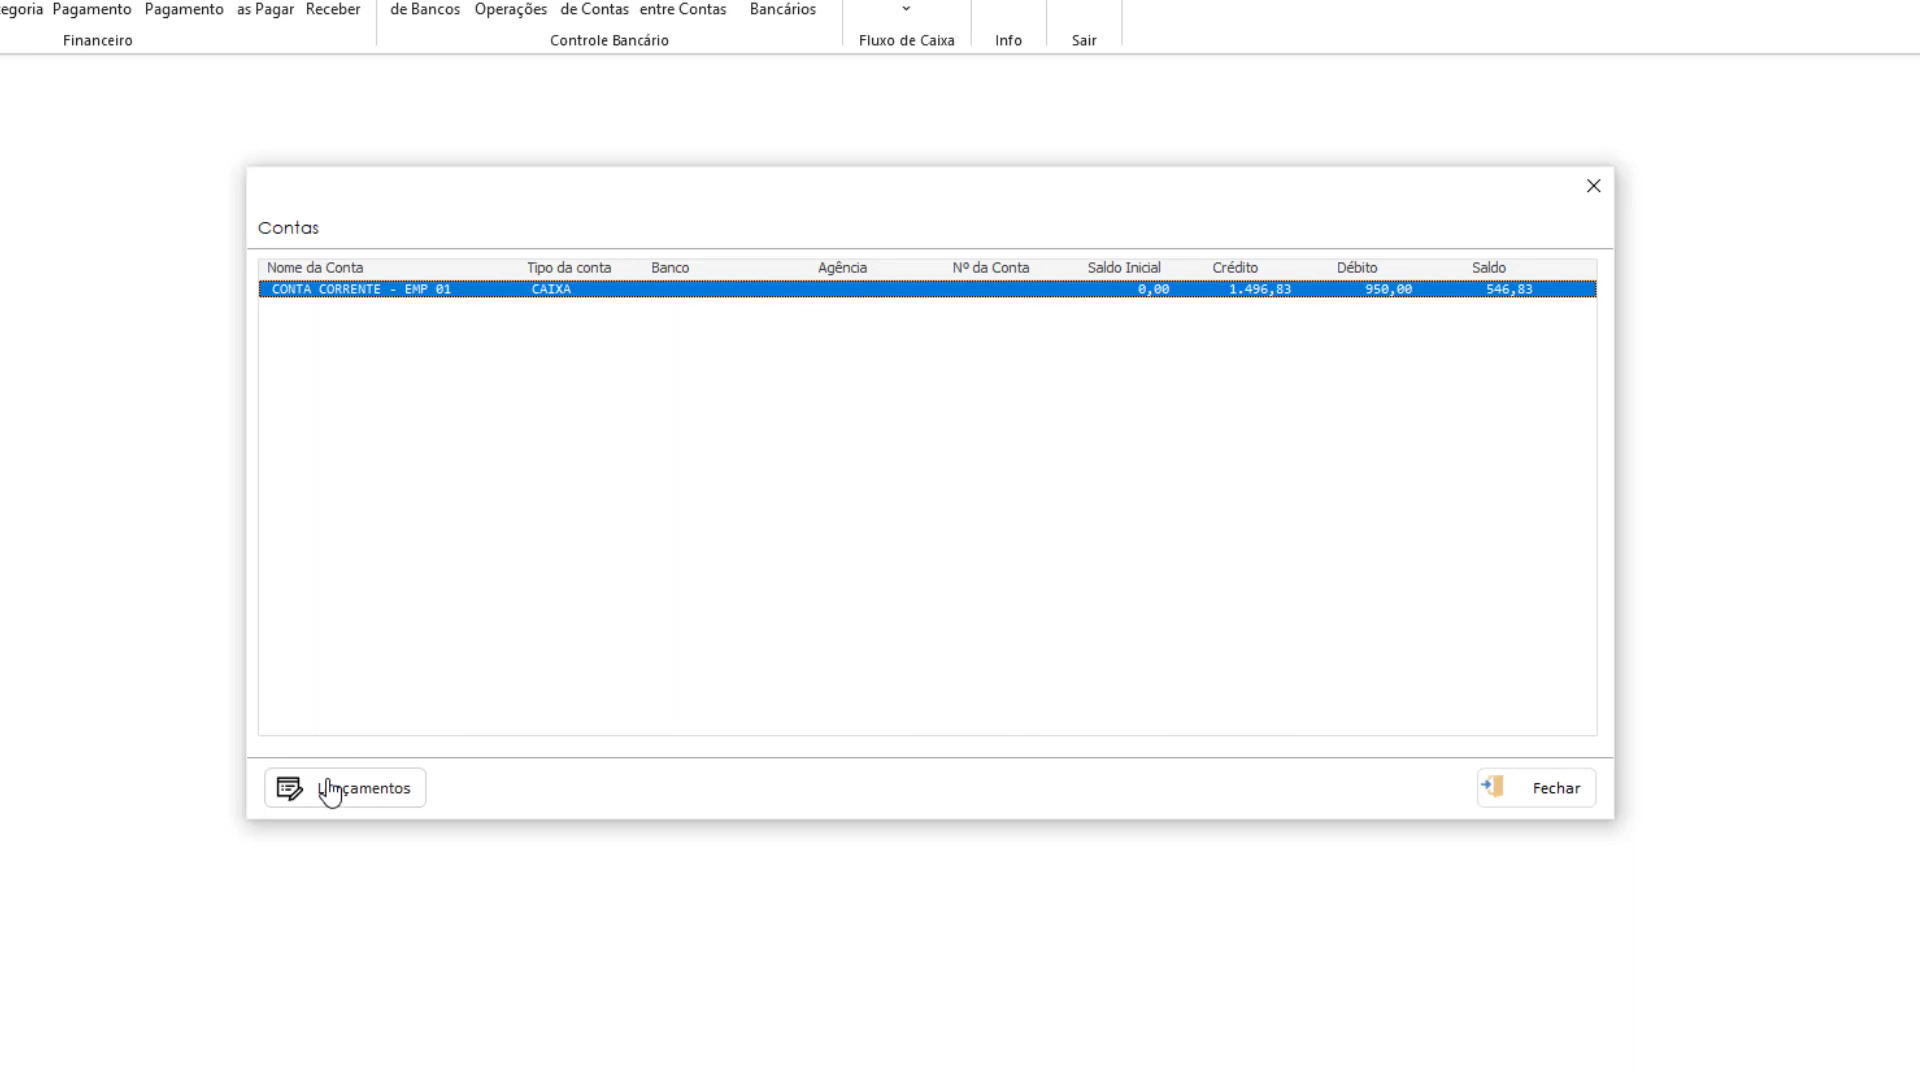 Pagamento Pagamento as Pagar Receber de Bancos Operações de Contas entre Contas Bancários
Financeiro Controle Bancário Fluxo de Caixa Info Sair
Contas
Nome da Conta Tipo da conta Banco Agência Nº da Conta Saldo Inicial Crédito Débito Saldo
CONTA CORRENTE - EMP 01 CAIXA 0,00 1.496,83 950,00 546,83
Lançamentos Fechar